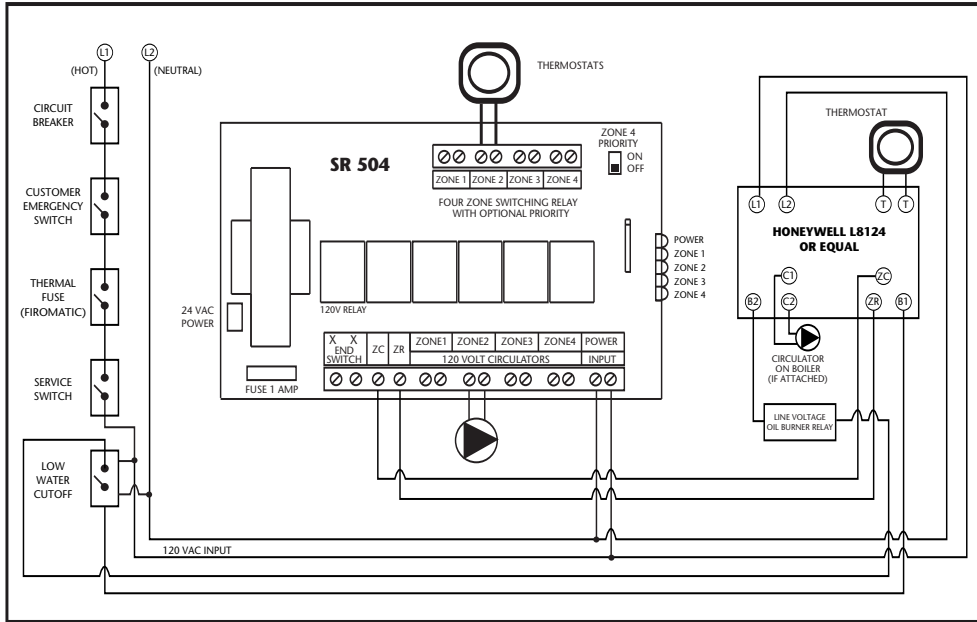 L1
L2
(HOT)
(NEUTRAL)
CIRCUIT
BREAKER
CUSTOMER
EMERGENCY
SWITCH
THERMAL
FUSE
(FIROMATIC)
SERVICE
SWITCH
LOW
WATER
CUTOFF
120 VAC INPUT
THERMOSTATS
SR 504
ZONE 4
PRIORITY
ON
OFF
ZONE 1 ZONE 2 ZONE 3 ZONE 4
FOUR ZONE SWITCHING RELAY
WITH OPTIONAL PRIORITY
POWER
ZONE 1
ZONE 2
ZONE 3
ZONE 4
24 VAC
POWER
120V RELAY
FUSE 1 AMP
X X
END
SWITCH
ZC
ZR
ZONE1 ZONE2 ZONE3 ZONE4
120 VOLT CIRCULATORS
POWER
INPUT
THERMOSTAT
L1
L2
T
T
HONEYWELL L8124
OR EQUAL
C1
ZC
B2
C2
ZR
B1
CIRCULATOR
ON BOILER
(IF ATTACHED)
LINE VOLTAGE
OIL BURNER RELAY